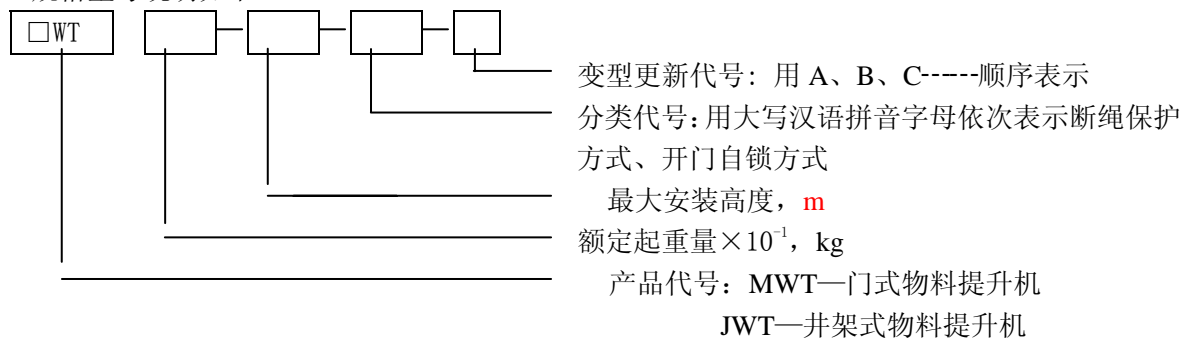 □WT
变型更新代号：用 A、B、C------顺序表示
分类代号：用大写汉语拼音字母依次表示断绳保护
方式、开门自锁方式
最大安装高度，m
额定起重量×10⁻¹，kg
产品代号：MWT—门式物料提升机
JWT—井架式物料提升机